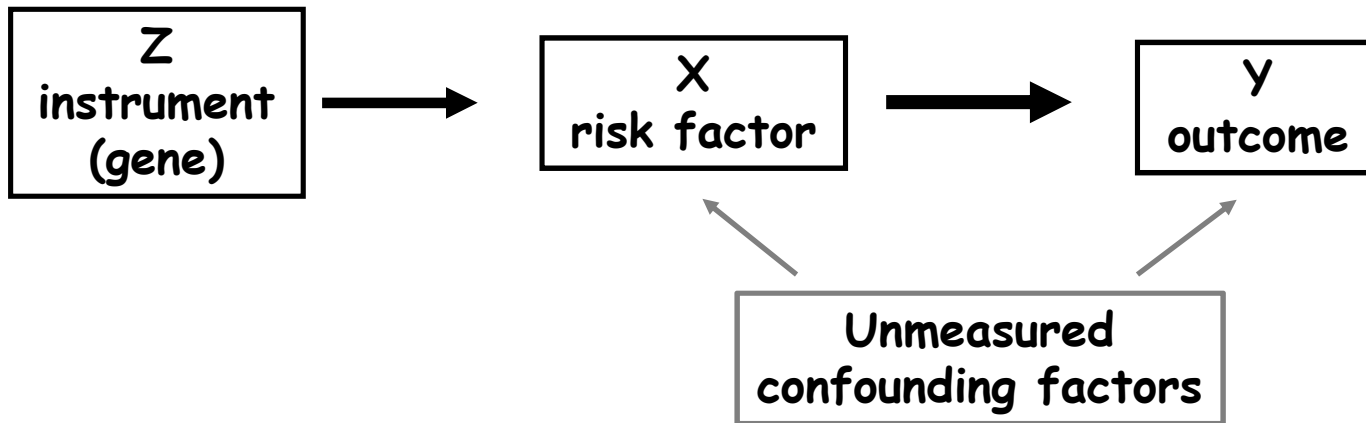 Z
instrument
(gene)
X
risk factor
Y
outcome
Unmeasured
confounding factors